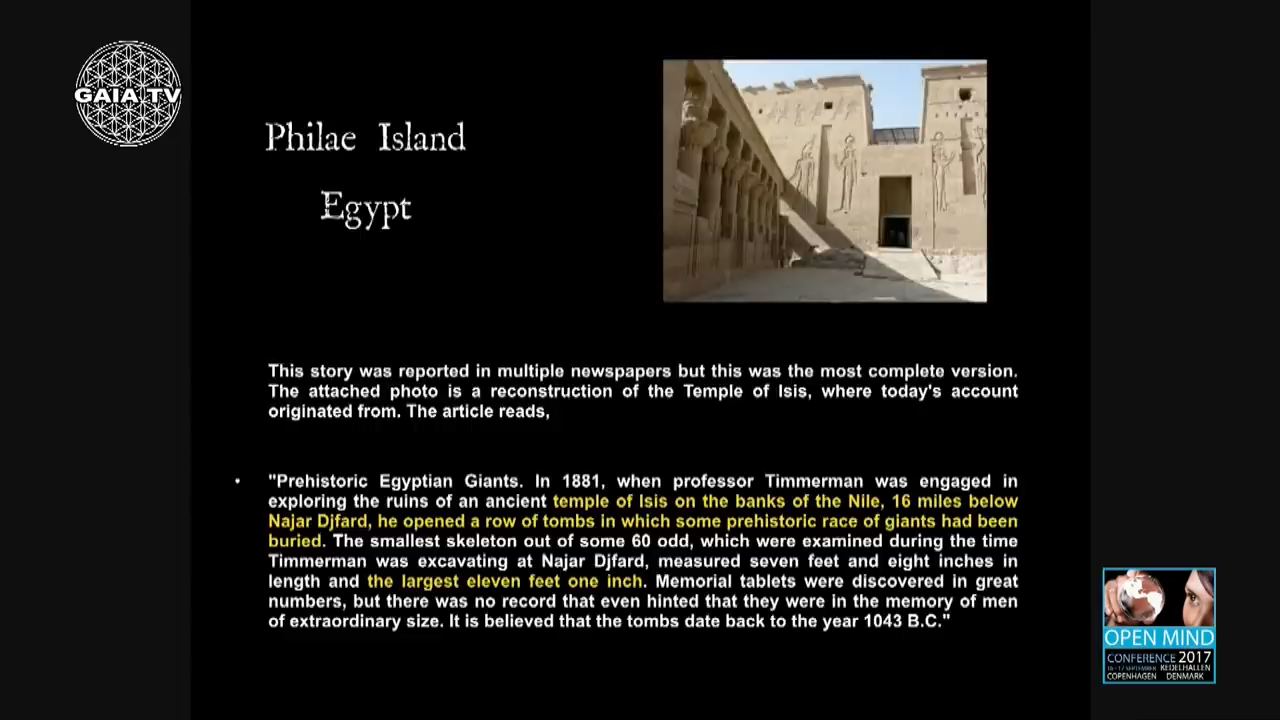 GAIA TV
Philae Island
Egypt
This story was reported in multiple newspapers but this was the most complete version.
The attached photo is a reconstruction of the Temple of Isis, where today's account
originated from. The article reads,
• "Prehistoric Egyptian Giants. In 1881, when professor Timmerman was engaged in
exploring the ruins of an ancient temple of Isis on the banks of the Nile, 16 miles below
Najar Djfard, he opened a row of tombs in which some prehistoric race of giants had been
buried. The smallest skeleton out of some 60 odd, which were examined during the time
Timmerman was excavating at Najar Djfard, measured seven feet and eight inches in
length and the largest eleven feet one inch. Memorial tablets were discovered in great
numbers, but there was no record that even hinted that they were in the memory of men
of extraordinary size. It is believed that the tombs date back to the year 1043 B.C."
OPEN MIND
CONFERENCE 2017
16 - 17 SEPTEMBER KEDELHALLEN
COPENHAGEN DENMARK